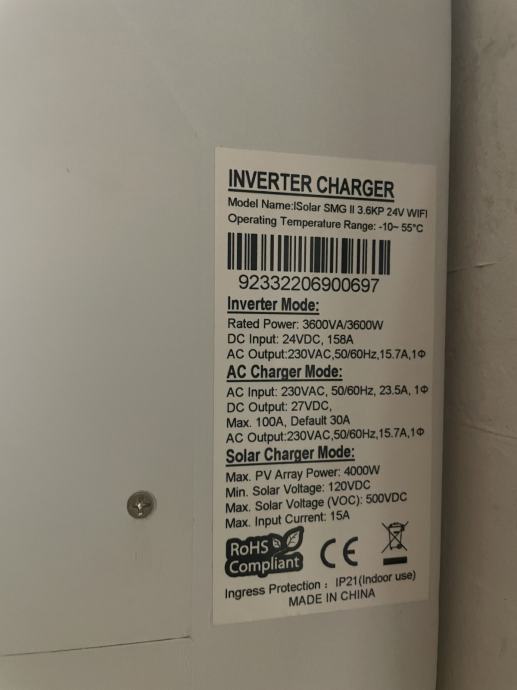 INVERTER CHARGER
Model Name:ISolar SMG II 3.6KP 24V WIFI
Operating Temperature Range: -10~ 55°C
92332206900697
Inverter Mode:
Rated Power: 3600VA/3600W
DC Input: 24VDC, 158A
AC Output:230VAC,50/60Hz,15.7A,1Φ
AC Charger Mode:
AC Input: 230VAC, 50/60Hz, 23.5A, 1Φ
DC Output: 27VDC,
Max. 100A, Default 30A
AC Output:230VAC,50/60Hz,15.7A,1Φ
Solar Charger Mode:
Max. PV Array Power: 4000W
Min. Solar Voltage: 120VDC
Max. Solar Voltage (VOC): 500VDC
Max. Input Current: 15A
RoHS
Compliant
CE
Ingress Protection : IP21(Indoor use)
MADE IN CHINA